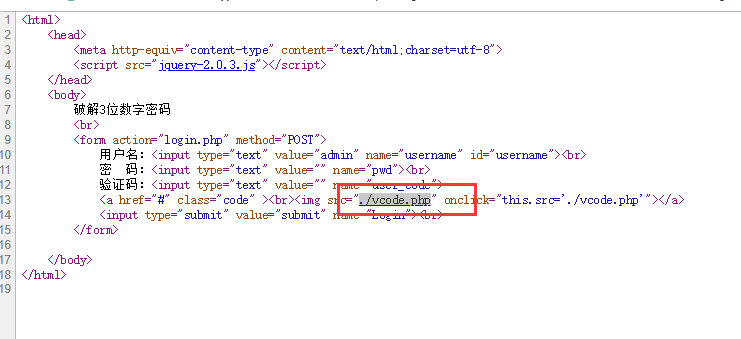 1 <html>
2 <head>
3 <meta http-equiv="content-type" content="text/html;charset=utf-8">
4 <script src="jquery-2.0.3.js"></script>
5 </head>
6 <body>
7 破解3位数字密码
8 <br>
9 <form action="login.php" method="POST">
10 用户名：<input type="text" value="admin" name="username" id="username"><br>
11 密 码：<input type="text" value="" name="pwd"><br>
12 验证码：<input type="text" value="" name="user_code">
13 <a href="#" class="code" ><br><img src="./vcode.php" onclick="this.src='./vcode.php'"></a>
14 <input type="submit" value="submit" name="Login"><br>
15 </form>
16
17 </body>
18 </html>
19